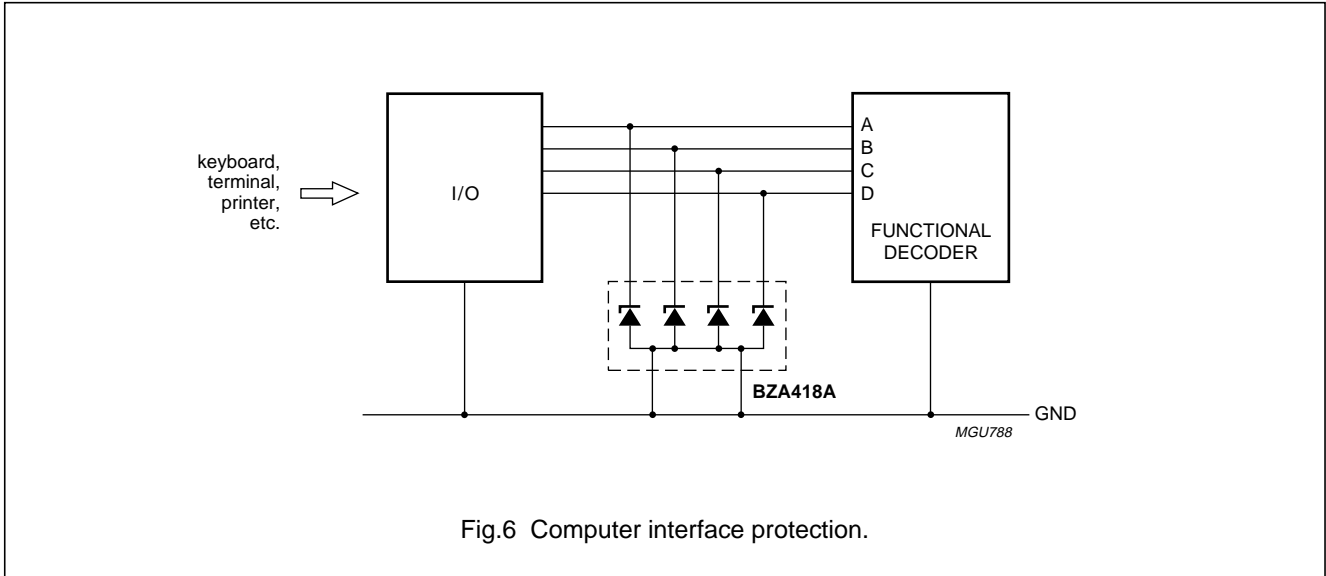 keyboard,
terminal,
printer,
etc.
I/O
A
B
C
D
FUNCTIONAL
DECODER
BZA418A
GND
MGU788
Fig.6 Computer interface protection.